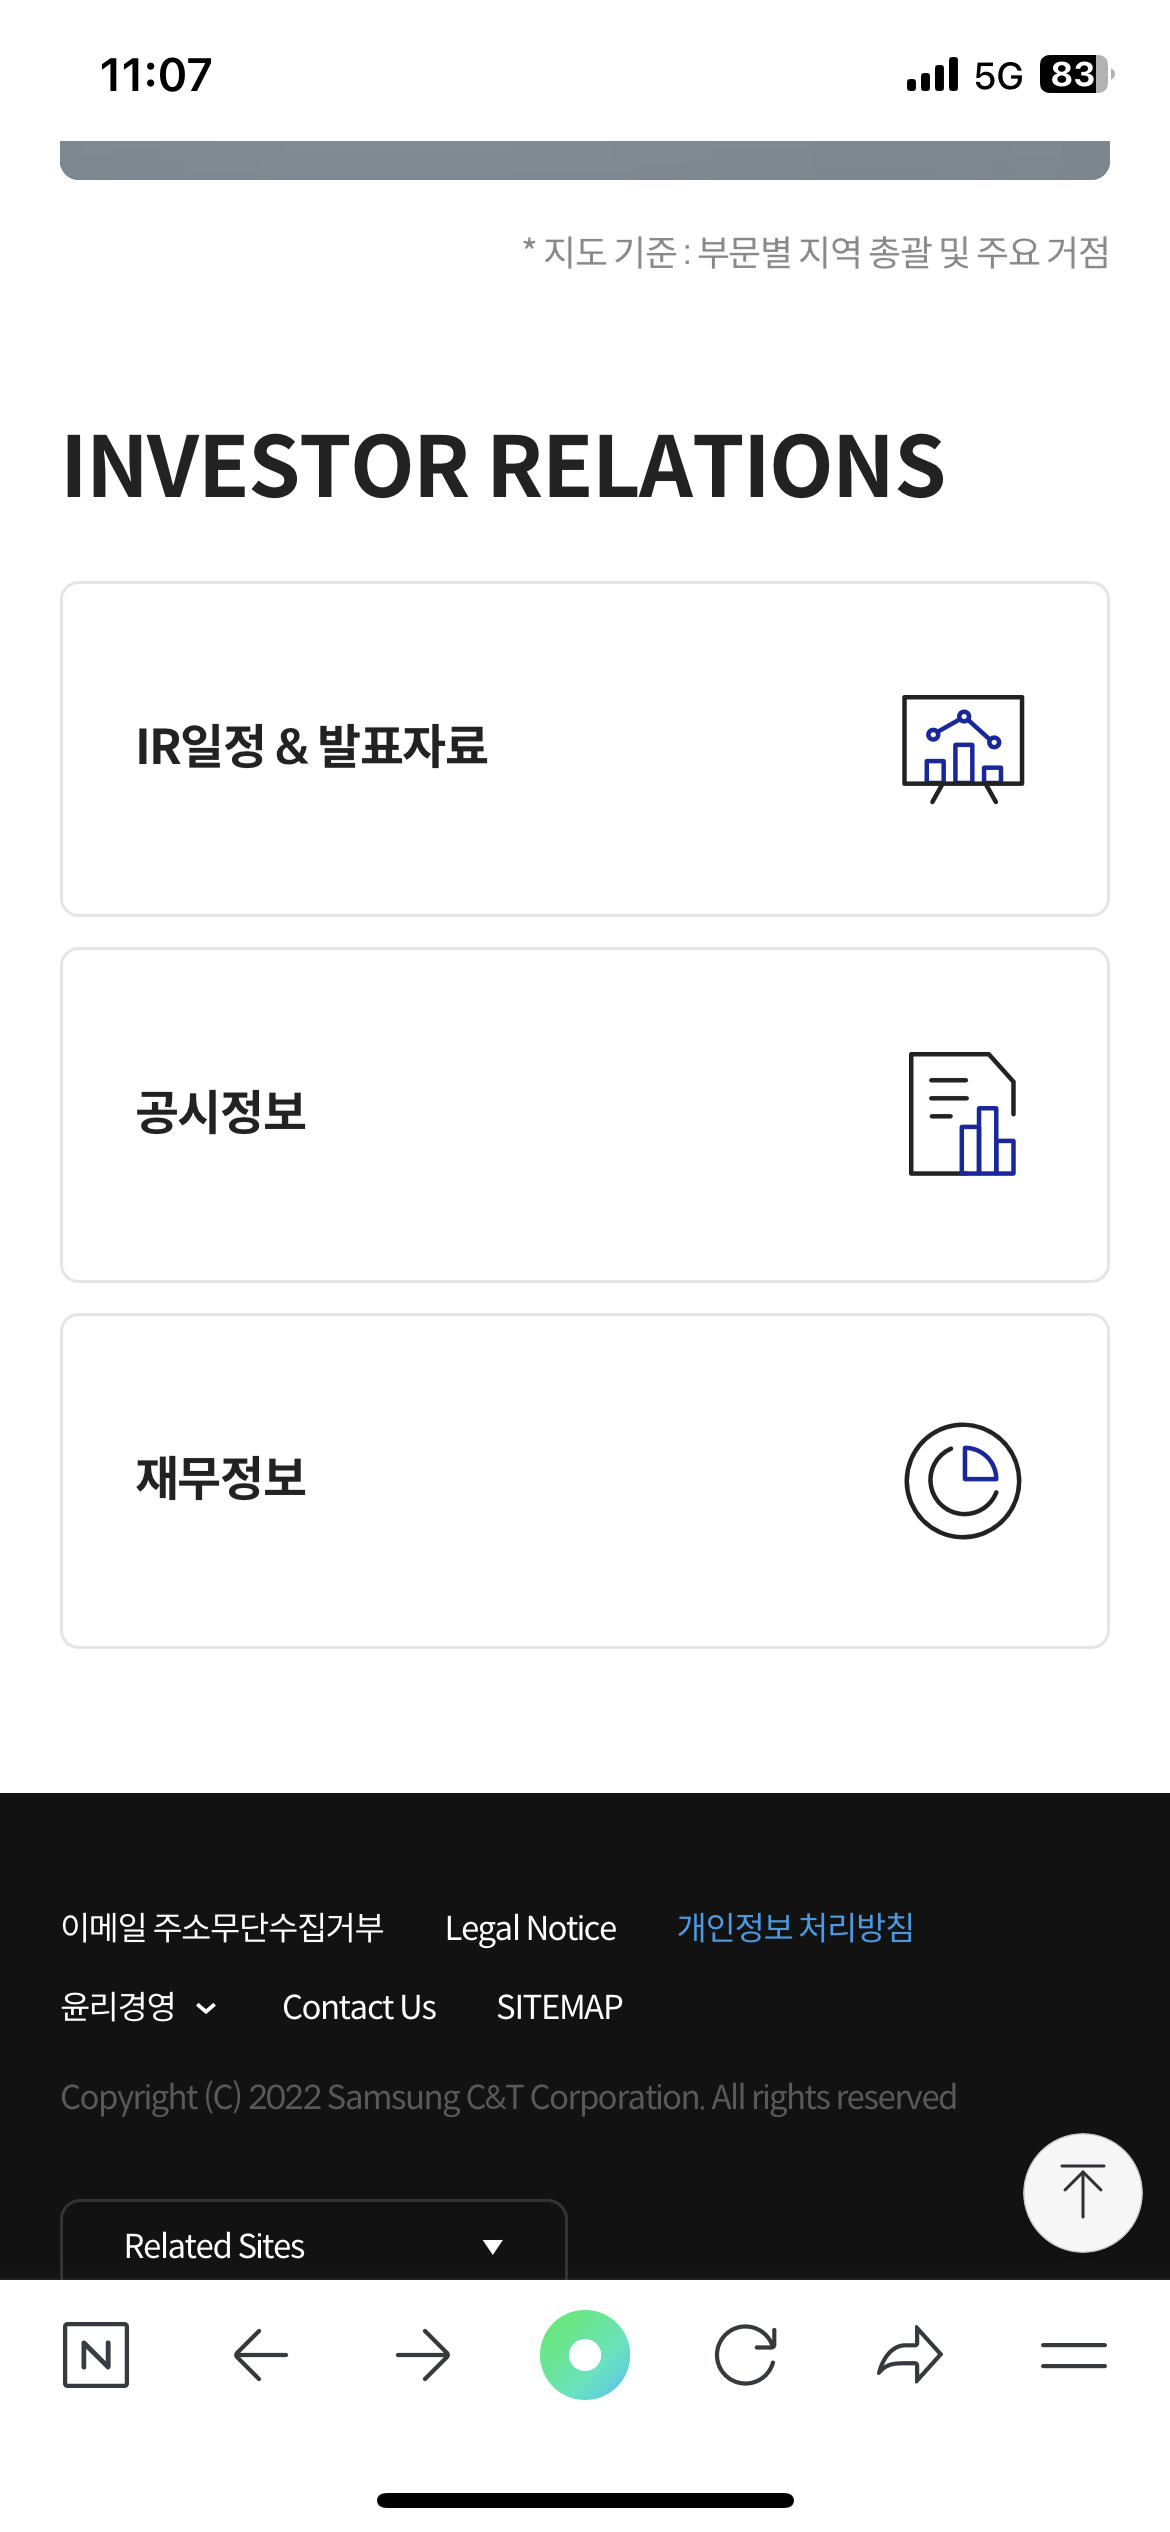 11:07
5G
83
* 지도 기준 : 부문별 지역 총괄 및 주요 거점
INVESTOR RELATIONS
IR일정 & 발표자료
공시정보
재무정보
이메일 주소무단수집거부 Legal Notice 개인정보 처리방침
윤리경영 Contact Us SITEMAP
Copyright (C) 2022 Samsung C&T Corporation. All rights reserved
Related Sites
N